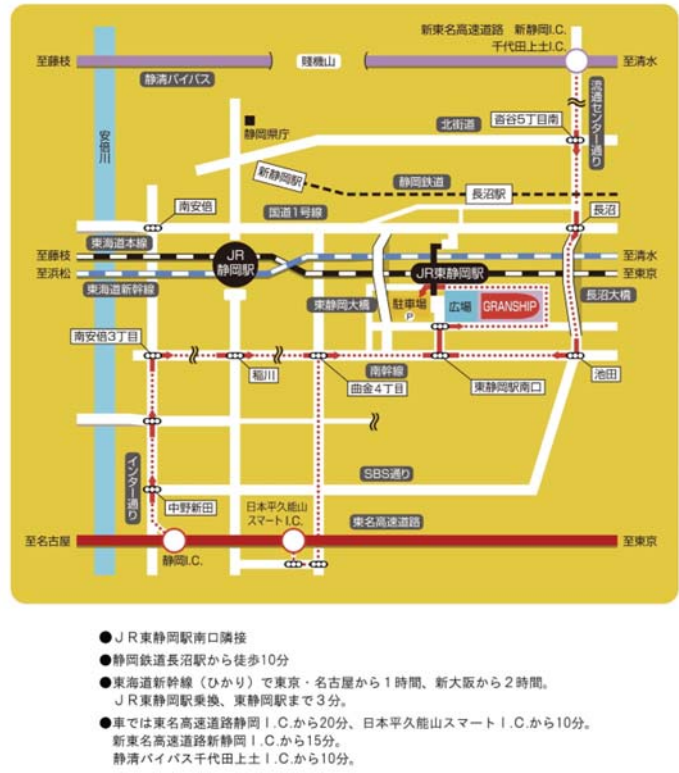 新東名高速道路 新静岡I.C.
千代田上土I.C.
至藤枝
賤機山
至清水
静清バイパス
流通センター通り
安倍川
静岡県庁
北街道
沓谷5丁目南
新静岡駅
静岡鉄道
長沼駅
南安倍
国道1号線
長沼
東海道本線
至藤枝
JR
静岡駅
JR東静岡駅
至清水
至浜松
至東京
東海道新幹線
東静岡大橋
駐車場
P
広場
GRANSHIP
長沼大橋
南安倍3丁目
稲川
南幹線
曲金4丁目
東静岡駅南口
池田
インター通り
SBS通り
中野新田
日本平久能山
スマートI.C.
東名高速道路
至名古屋
至東京
静岡I.C.
●JR東静岡駅南口隣接
●静岡鉄道長沼駅から徒歩10分
●東海道新幹線(ひかり)で東京・名古屋から1時間、新大阪から2時間。
JR東静岡駅乗換、東静岡駅まで3分。
●車では東名高速道路静岡I.C.から20分、日本平久能山スマートI.C.から10分。
新東名高速道路新静岡I.C.から15分。
静清バイパス千代田上土I.C.から10分。